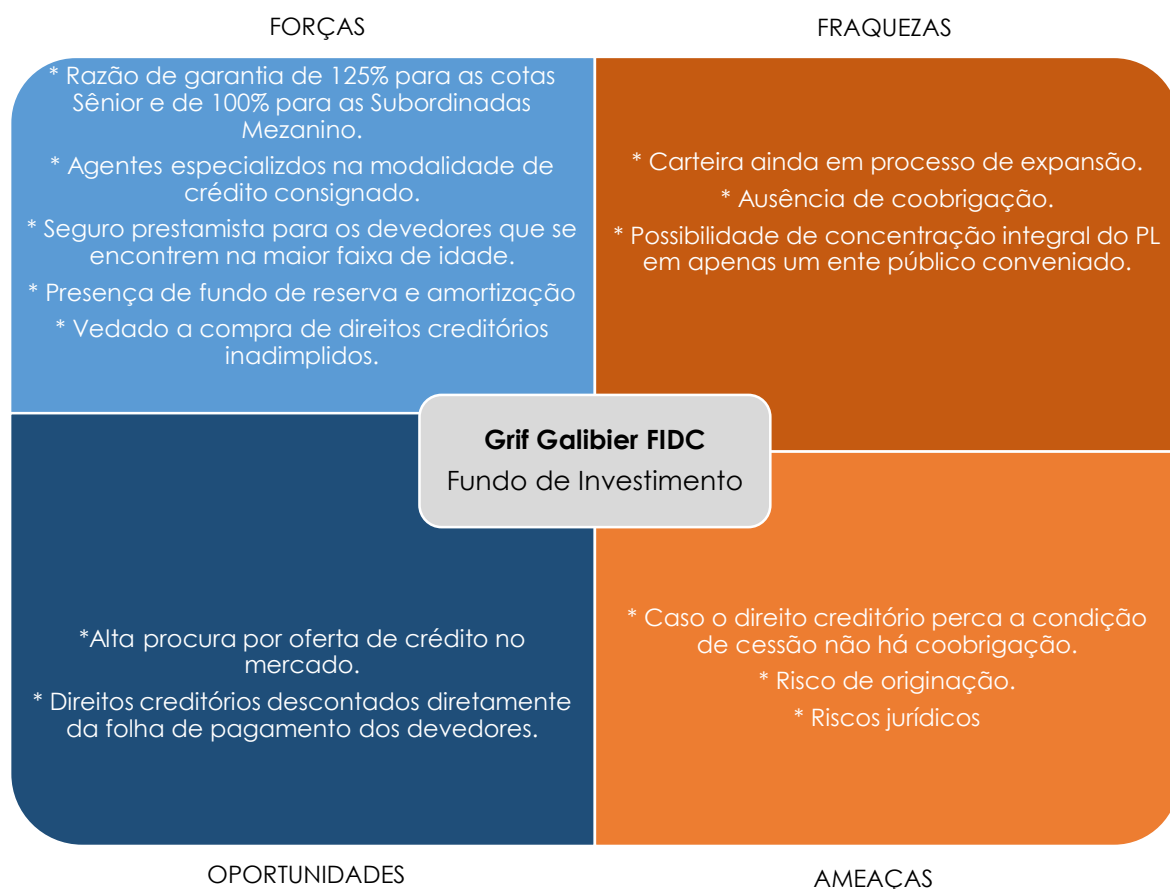 FORÇAS
* Razão de garantia de 125% para as cotas
Sênior e de 100% para as Subordinadas
Mezanino.
* Agentes especializdos na modalidade de
crédito consignado.
* Seguro prestamista para os devedores que se
encontrem na maior faixa de idade.
* Presença de fundo de reserva e amortização
* Vedado a compra de direitos creditórios
inadimplidos.
FRAQUEZAS
* Carteira ainda em processo de expansão.
* Ausência de coobrigação.
* Possibilidade de concentração integral do PL
em apenas um ente público conveniado.
Grif Galibier FIDC
Fundo de Investimento
*Alta procura por oferta de crédito no
mercado.
* Direitos creditórios descontados diretamente
da folha de pagamento dos devedores.
OPORTUNIDADES
* Caso o direito creditório perca a condição
de cessão não há coobrigação.
* Risco de originação.
* Riscos jurídicos
AMEAÇAS